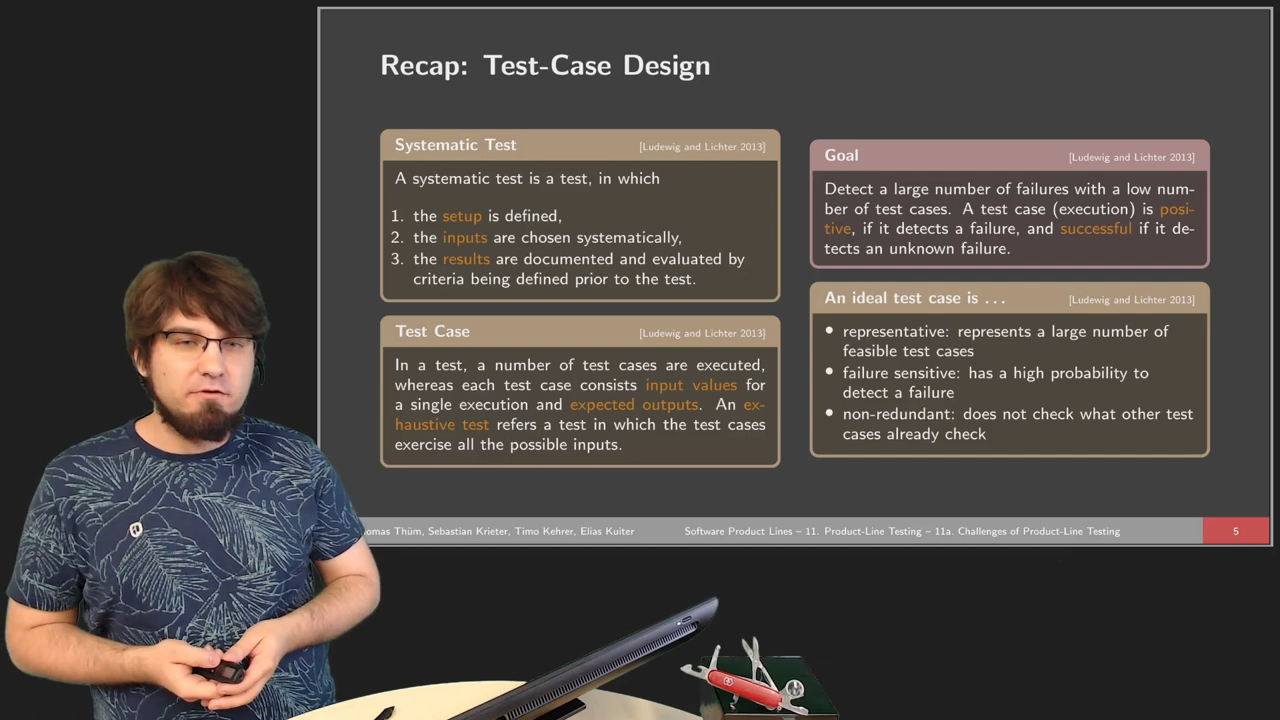 Recap: Test-Case Design
Systematic Test [Ludewig and Lichter 2013]
A systematic test is a test, in which
1. the setup is defined,
2. the inputs are chosen systematically,
3. the results are documented and evaluated by
criteria being defined prior to the test.
Test Case [Ludewig and Lichter 2013]
In a test, a number of test cases are executed,
whereas each test case consists input values for
a single execution and expected outputs. An ex-
haustive test refers a test in which the test cases
exercise all the possible inputs.
Goal [Ludewig and Lichter 2013]
Detect a large number of failures with a low num-
ber of test cases. A test case (execution) is posi-
tive, if it detects a failure, and successful if it de-
tects an unknown failure.
An ideal test case is ... [Ludewig and Lichter 2013]
• representative: represents a large number of
feasible test cases
• failure sensitive: has a high probability to
detect a failure
• non-redundant: does not check what other test
cases already check
omas Thüm, Sebastian Krieter, Timo Kehrer, Elias Kuiter Software Product Lines – 11. Product-Line Testing – 11a. Challenges of Product-Line Testing 5